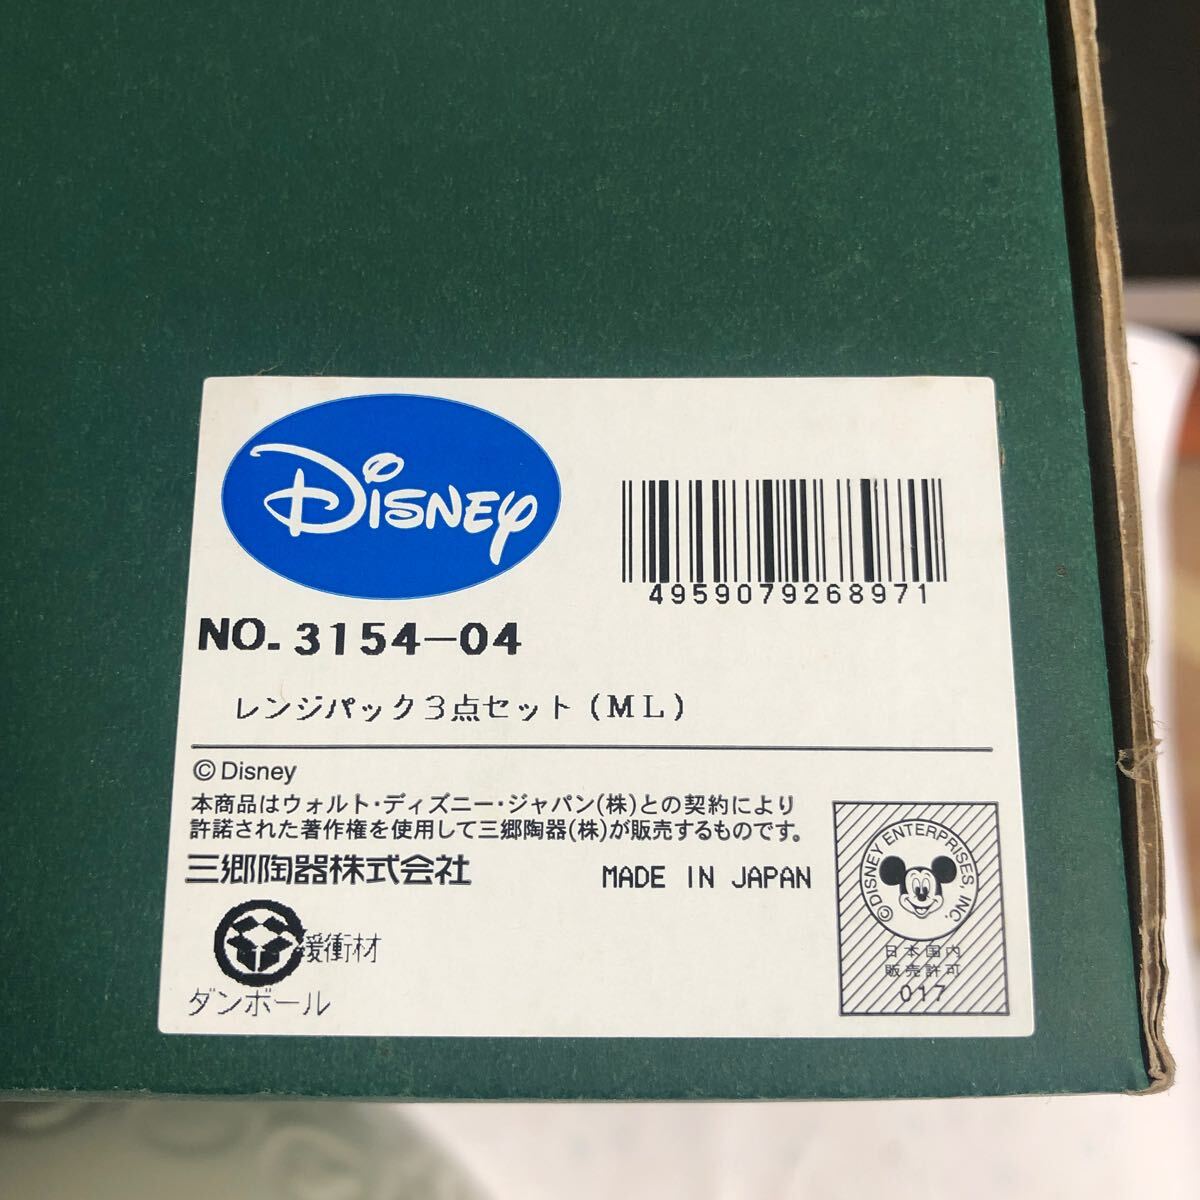 Disney
4959079268971
NO. 3154-04
レンジパック３点セット(ＭＬ)
©Disney
本商品はウォルト・ディズニー・ジャパン(株)との契約により
許諾された著作権を使用して三郷陶器(株)が販売するものです。
三郷陶器株式会社
MADE IN JAPAN
緩衝材
ダンボール
©DISNEY ENTERPRISES, INC.
日本国内
販売許可
017